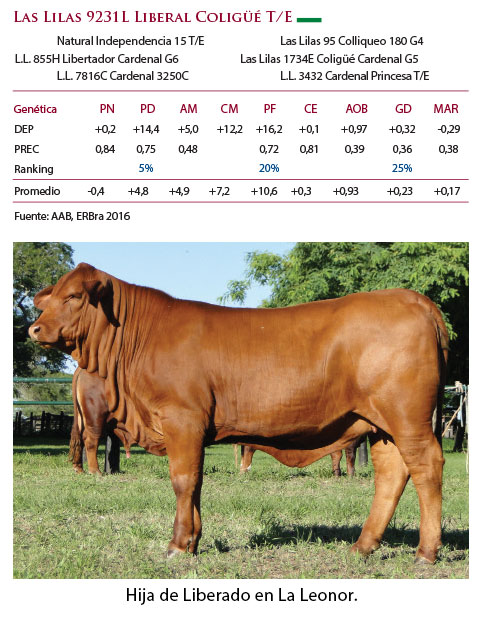 Las Lilas 9231L Liberal Coligüé T/E
Natural Independencia 15 T/E Las Lilas 95 Colliqueo 180 G4
L.L. 855H Libertador Cardenal G6 Las Lilas 1734E Coligüé Cardenal G5
L.L. 7816C Cardenal 3250C L.L. 3432 Cardenal Princesa T/E
Genética PN PD AM CM PF CE AOB GD MAR
DEP +0,2 +14,4 +5,0 +12,2 +16,2 +0,1 +0,97 +0,32 -0,29
PREC 0,84 0,75 0,48 0,72 0,81 0,39 0,36 0,38
Ranking 5% 20% 25%
Promedio -0,4 +4,8 +4,9 +7,2 +10,6 +0,3 +0,93 +0,23 +0,17
Fuente: AAB, ERBra 2016
Hija de Liberado en La Leonor.